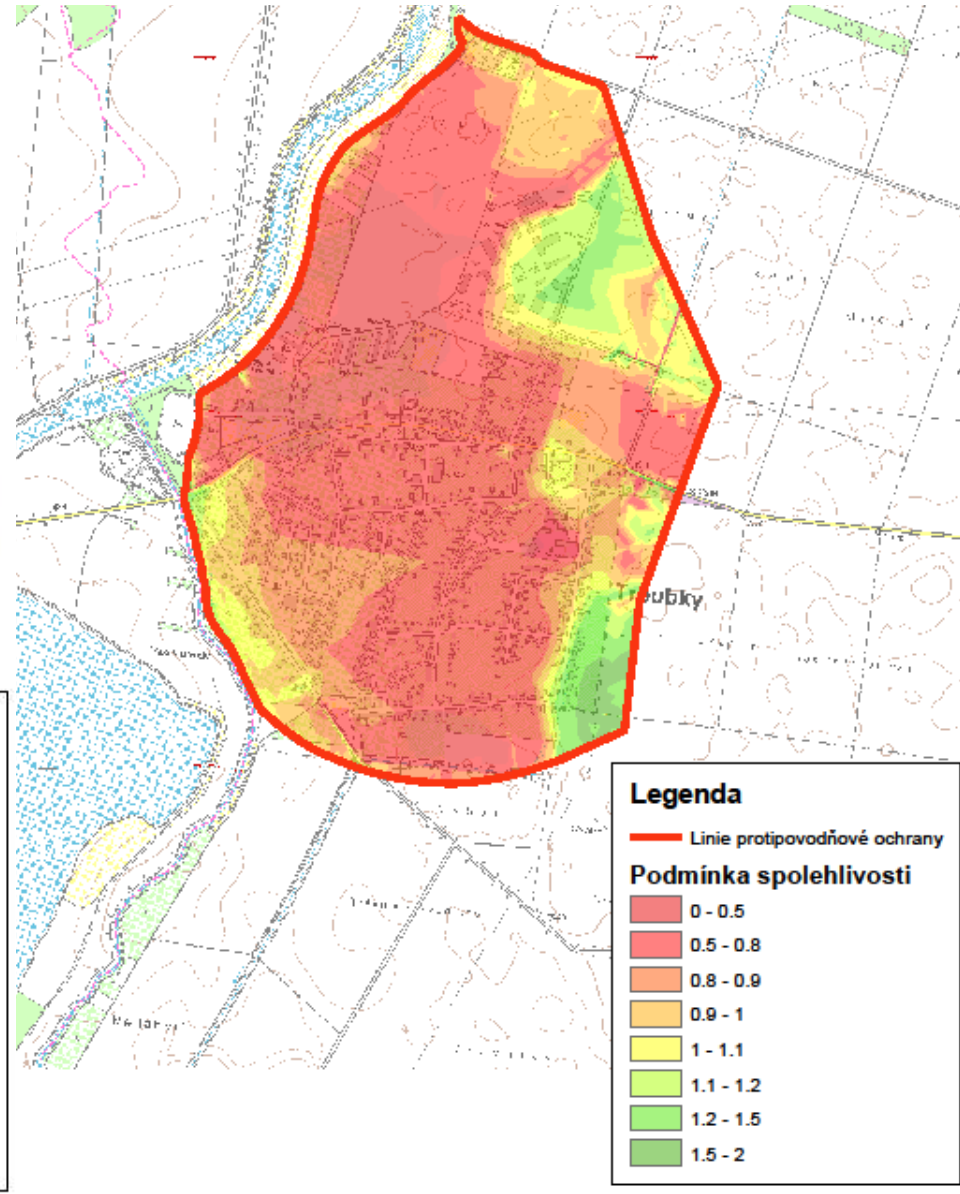 Troubky
Legenda
Linie protipovodňové ochrany
Podmínka spolehlivosti
0 - 0.5
0.5 - 0.8
0.8 - 0.9
0.9 - 1
1 - 1.1
1.1 - 1.2
1.2 - 1.5
1.5 - 2